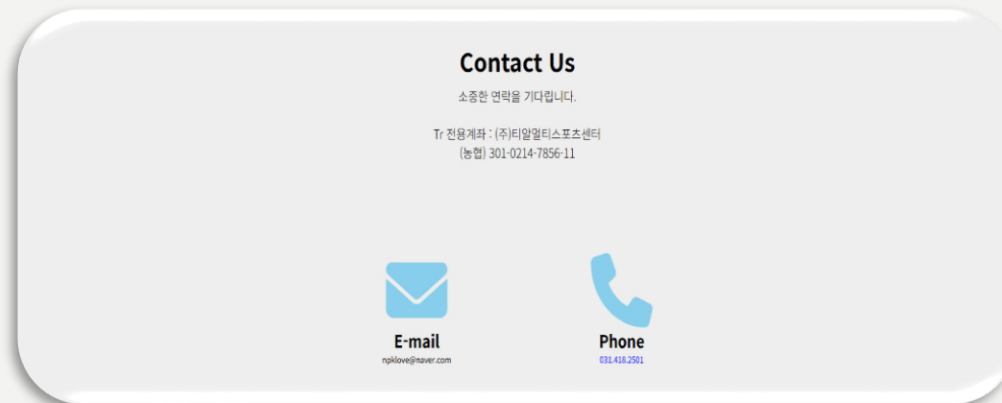 Contact Us
소중한 연락을 기다립니다.
Tr 전용계좌 : (주)티알멀티스포츠센터
(농협) 301-0214-7856-11
E-mail
npklove@naver.com
Phone
031.418.2501